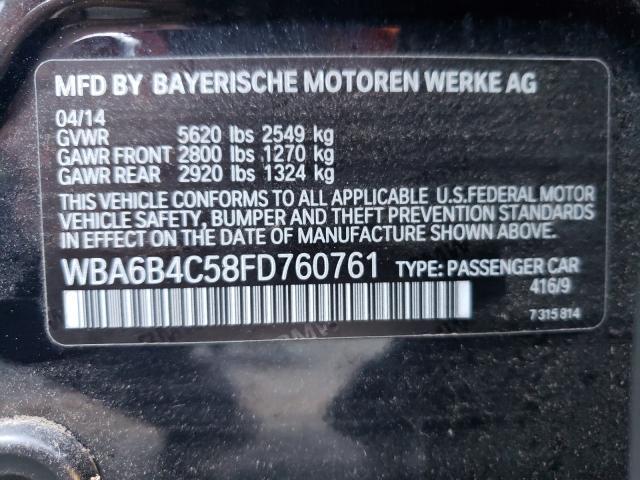 MFD BY BAYERISCHE MOTOREN WERKE AG
04/14
GVWR 5620 lbs 2549 kg
GAWR FRONT 2800 lbs 1270 kg
GAWR REAR 2920 lbs 1324 kg
THIS VEHICLE CONFORMS TO ALL APPLICABLE U.S.FEDERAL MOTOR
VEHICLE SAFETY, BUMPER AND THEFT PREVENTION STANDARDS
IN EFFECT ON THE DATE OF MANUFACTURE SHOWN ABOVE.
WBA6B4C58FD760761 TYPE: PASSENGER CAR
416/9
7 315 814